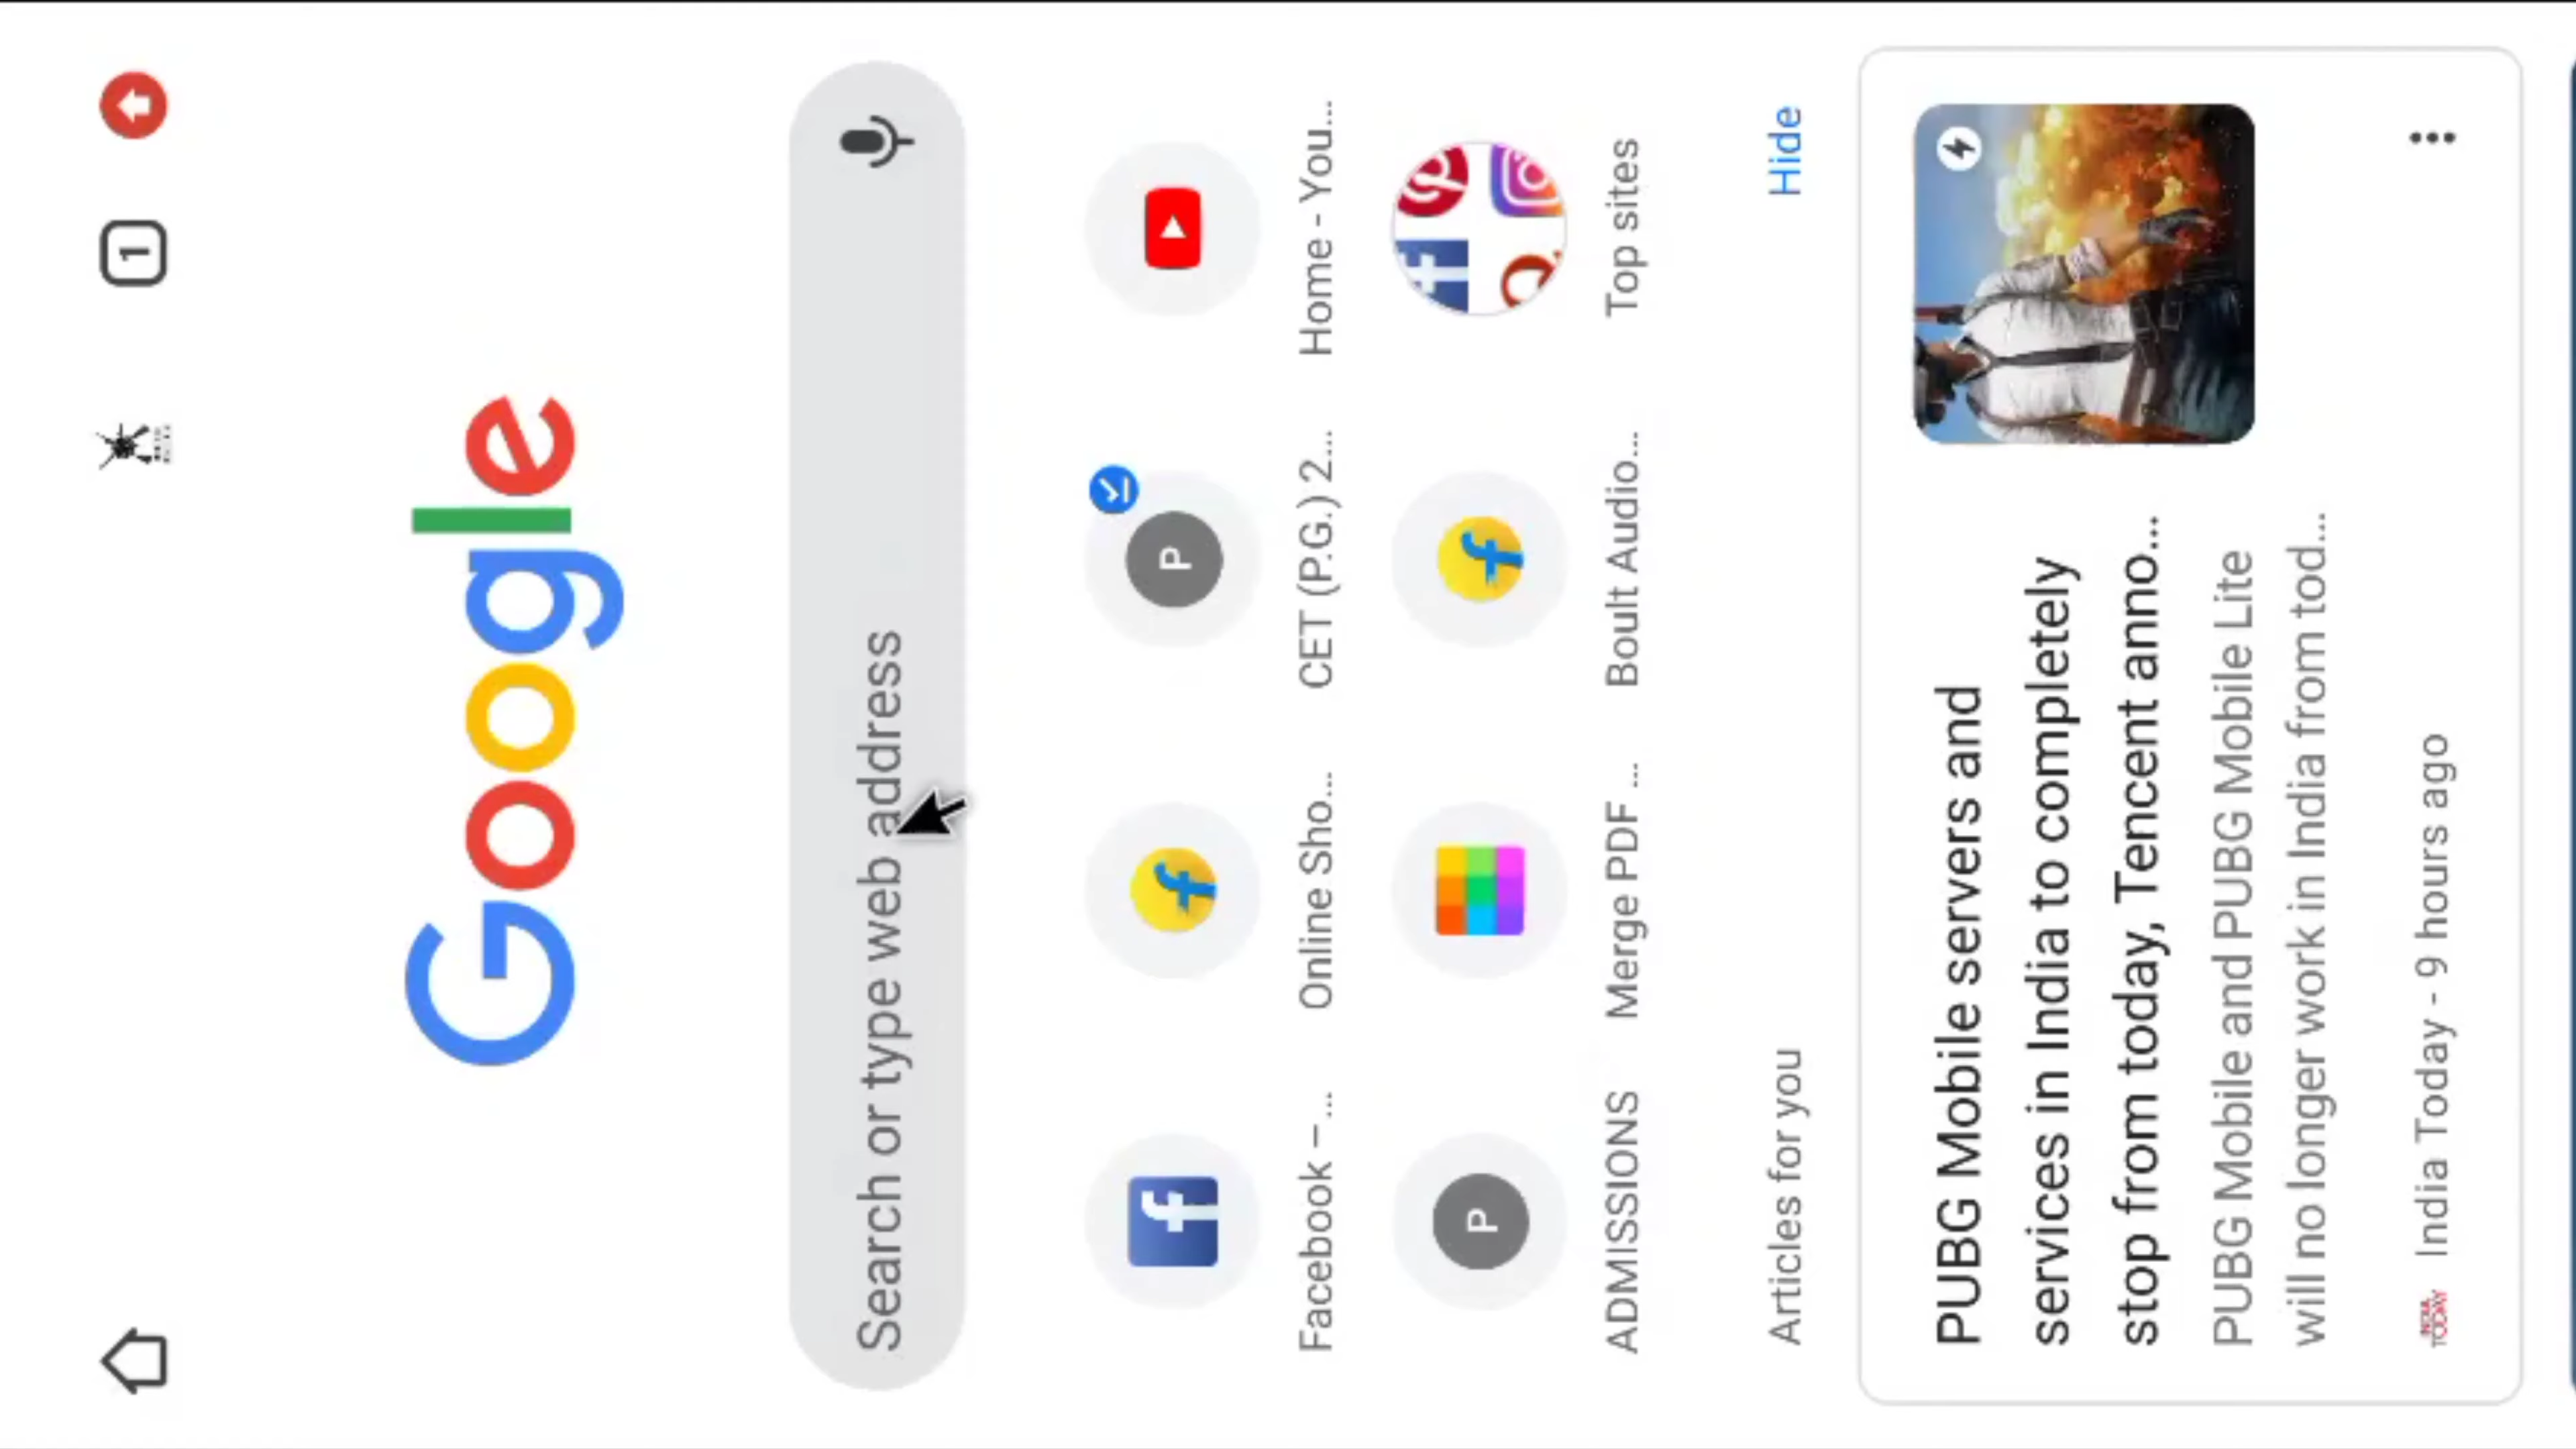 1
Google
Search or type web address
Facebook – ...
Online Sho...
CET (P.G.) 2...
Home - You...
P
ADMISSIONS
Merge PDF ...
Boult Audio...
Top sites
P
Articles for you
Hide
PUBG Mobile servers and
services in India to completely
stop from today, Tencent anno...
PUBG Mobile and PUBG Mobile Lite
will no longer work in India from tod...
INDIA
TODAY
India Today - 9 hours ago